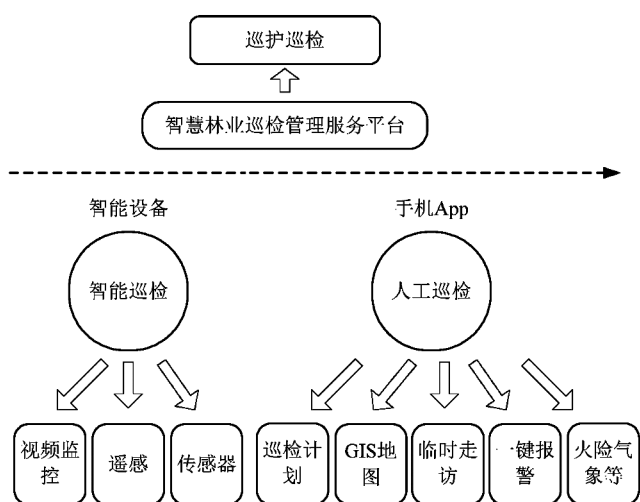 巡护巡检
智慧林业巡检管理服务平台
智能设备
手机App
智能巡检
人工巡检
视频监
控
遥感
传感器
巡检计
划
GIS地
图
临时走
访
一键报
警
火险气
象等